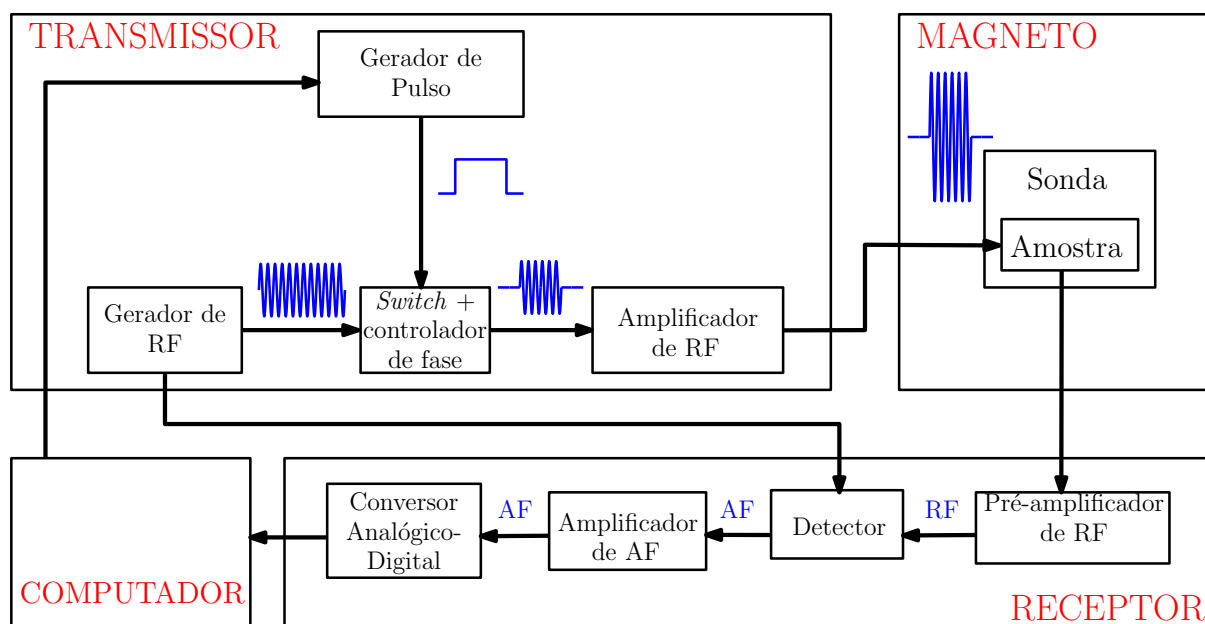 TRANSMISSOR
Gerador de
Pulso
Gerador de
RF
Switch +
controlador
de fase
Amplificador
de RF
MAGNETO
Sonda
Amostra
COMPUTADOR
Conversor
Analógico-
Digital
AF
Amplificador
de AF
AF
Detector
RF
Pré-amplificador
de RF
RECEPTOR